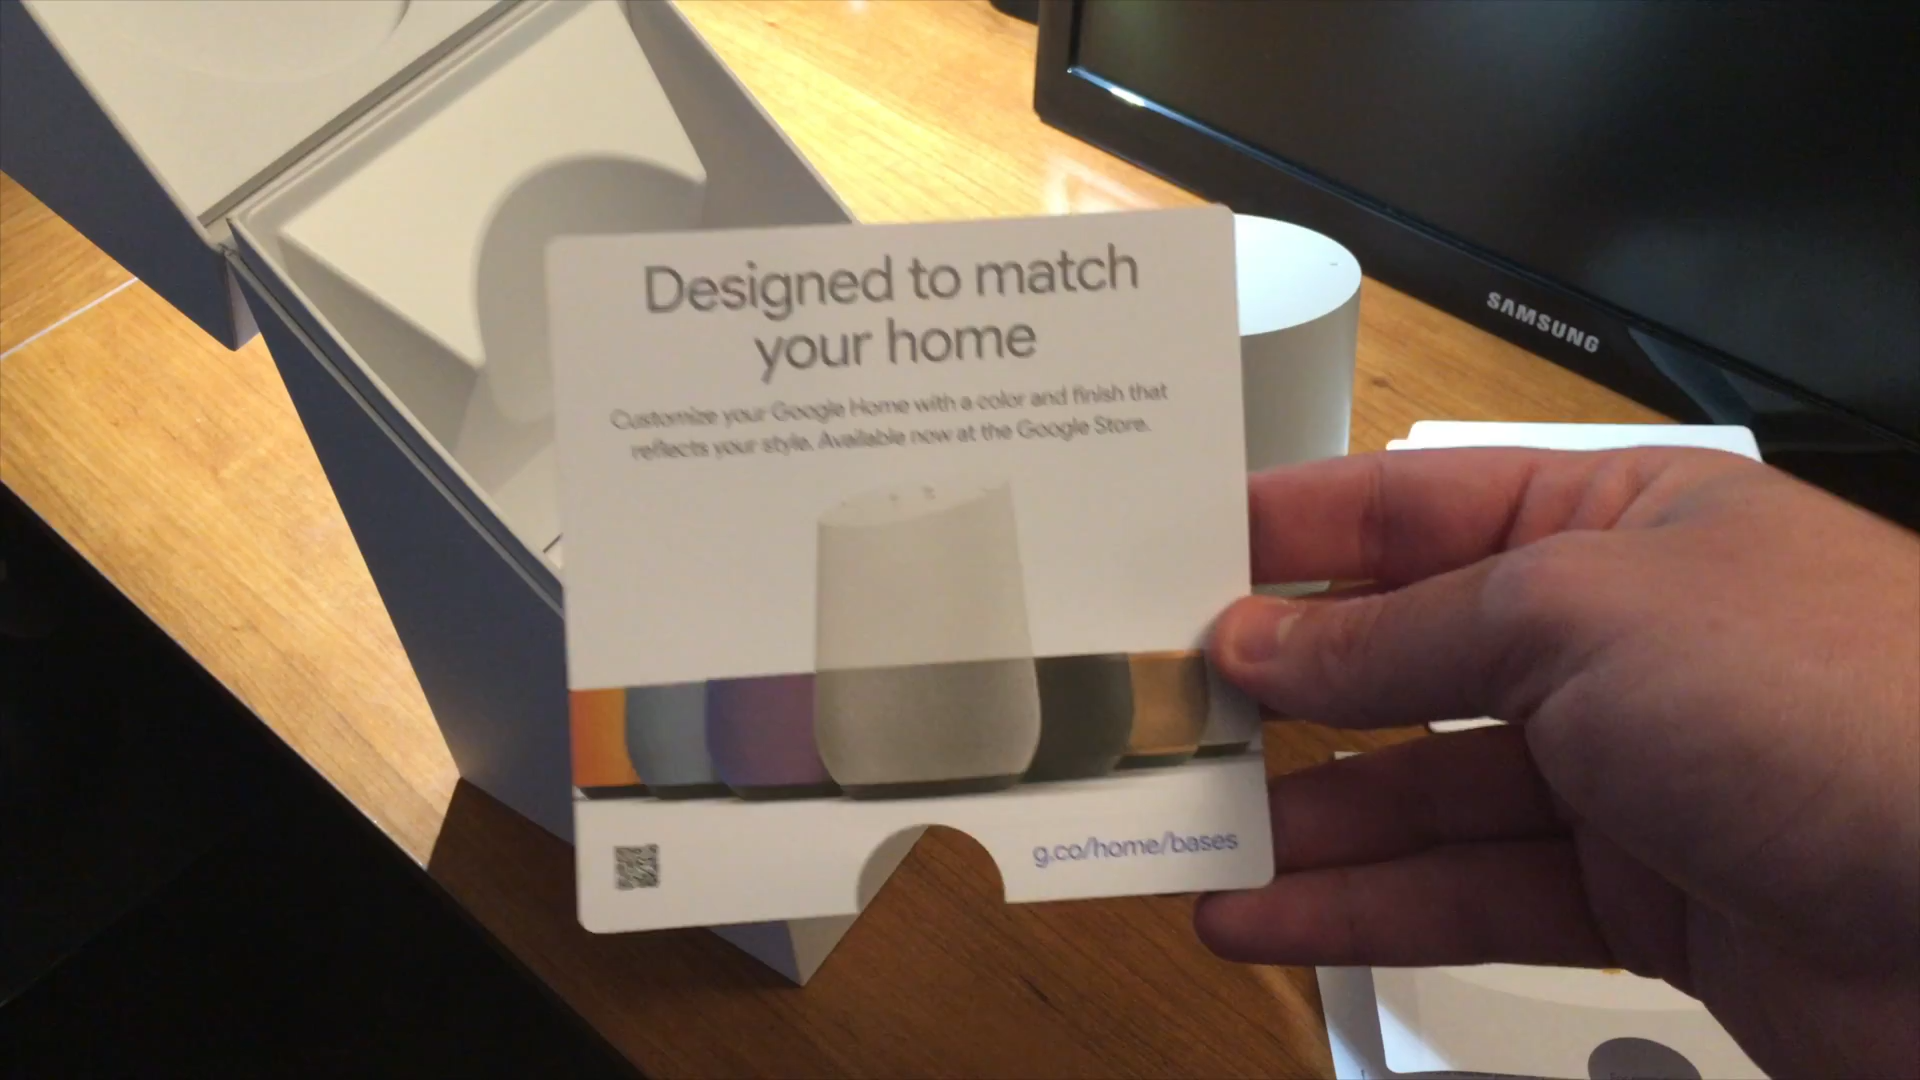 Designed to match
your home
Customize your Google Home with a color and finish that
reflects your style. Available now at the Google Store.
g.co/home/bases
SAMSUNG